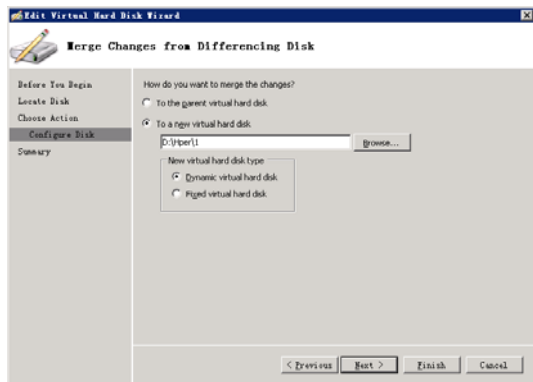 Edit Virtual Hard Disk Wizard
Merge Changes from Differencing Disk
Before You Begin
Locate Disk
Choose Action
Configure Disk
Summary
How do you want to merge the changes?
To the parent virtual hard disk
To a new virtual hard disk
D:\Hper\1
Browse...
New virtual hard disk type
Dynamic virtual hard disk
Fixed virtual hard disk
< Previous
Next >
Finish
Cancel